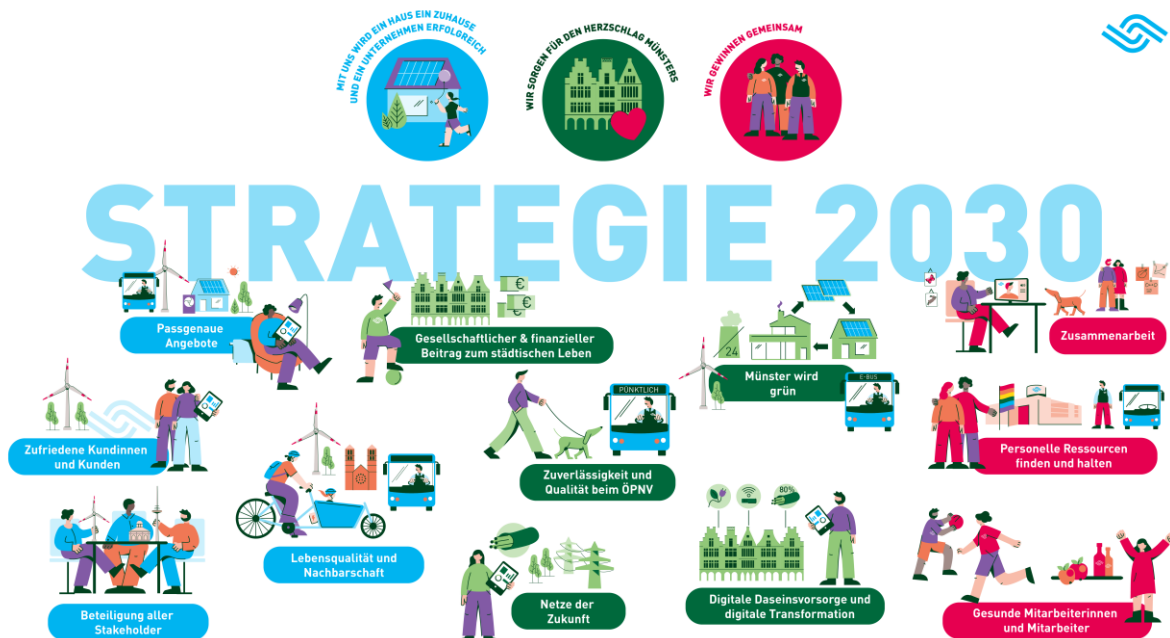 MIT UNS WIRD EIN HAUS EIN ZUHAUSE
UND EIN UNTERNEHMEN ERFOLGREICH
WIR SORGEN FÜR DEN HERZSCHLAG MÜNSTERS
WIR GEWINNEN GEMEINSAM
STRATEGIE 2030
Passgenaue
Angebote
€
€
Gesellschaftlicher & finanzieller
Beitrag zum städtischen Leben
24
Münster wird
grün
E-BUS
Zusammenarbeit
Zufriedene Kundinnen
und Kunden
Lebensqualität und
Nachbarschaft
PÜNKTLICH
Zuverlässigkeit und
Qualität beim ÖPNV
Personelle Ressourcen
finden und halten
Beteiligung aller
Stakeholder
Netze der
Zukunft
80%
Digitale Daseinsvorsorge und
digitale Transformation
Gesunde Mitarbeiterinnen
und Mitarbeiter